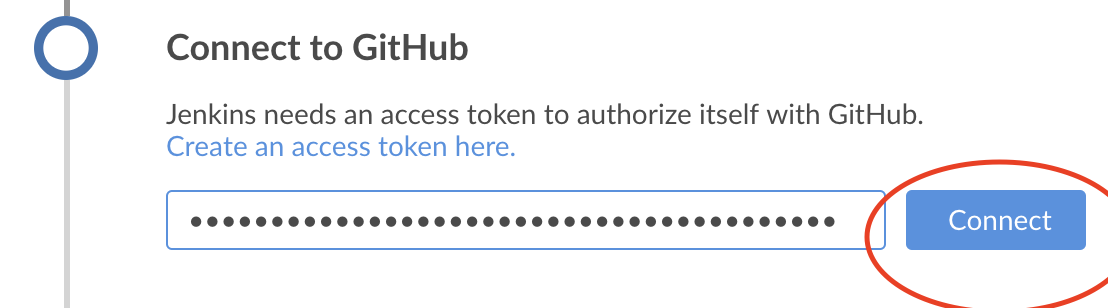 Connect to GitHub
Jenkins needs an access token to authorize itself with GitHub.
Create an access token here.
••••••••••••••••••••••••••••••••••••••••
Connect